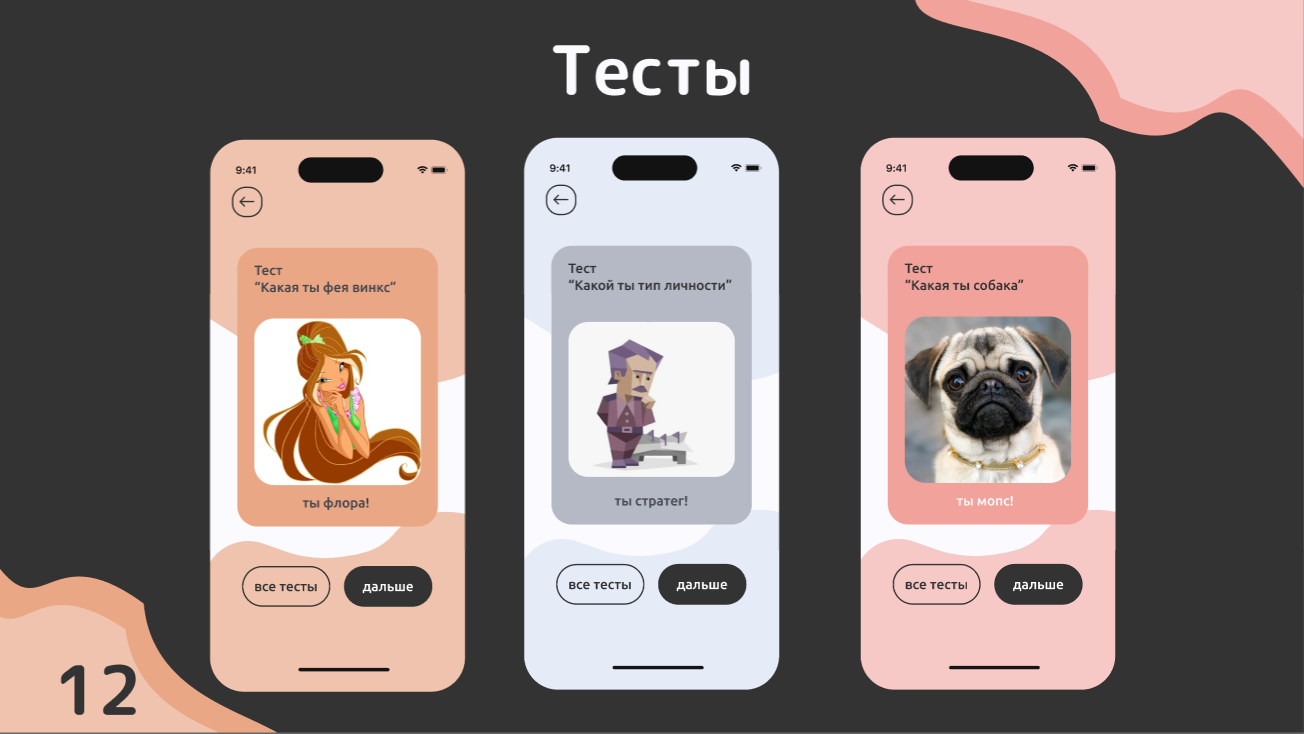 Тесты
9:41
Тест
“Какая ты фея винкс”
ты флора!
все тесты
дальше
9:41
Тест
“Какой ты тип личности”
ты стратег!
все тесты
дальше
9:41
Тест
“Какая ты собака”
ты мопс!
все тесты
дальше
12